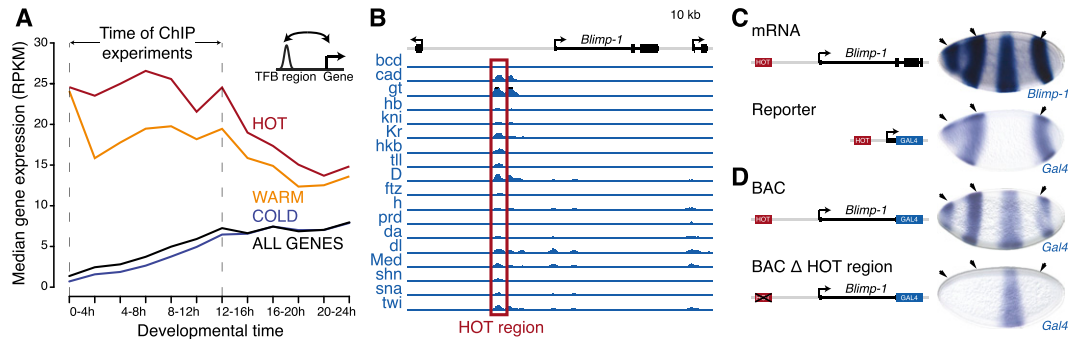 A
Time of ChIP
experiments
TFB region
Gene
Median gene expression (RPKM)
30
25
20
15
10
5
0
HOT
WARM
COLD
ALL GENES
0-4h
4-8h
8-12h
12-16h
16-20h
20-24h
Developmental time
B
10 kb
Blimp-1
bcd
cad
gt
hb
kni
Kr
hkb
tll
D
ftz
h
prd
da
dl
Med
shn
sna
twi
HOT region
C
mRNA
HOT
Blimp-1
Blimp-1
Reporter
HOT
GAL4
Gal4
D
BAC
HOT
Blimp-1
GAL4
Gal4
BAC Δ HOT region
HOT
Blimp-1
GAL4
Gal4